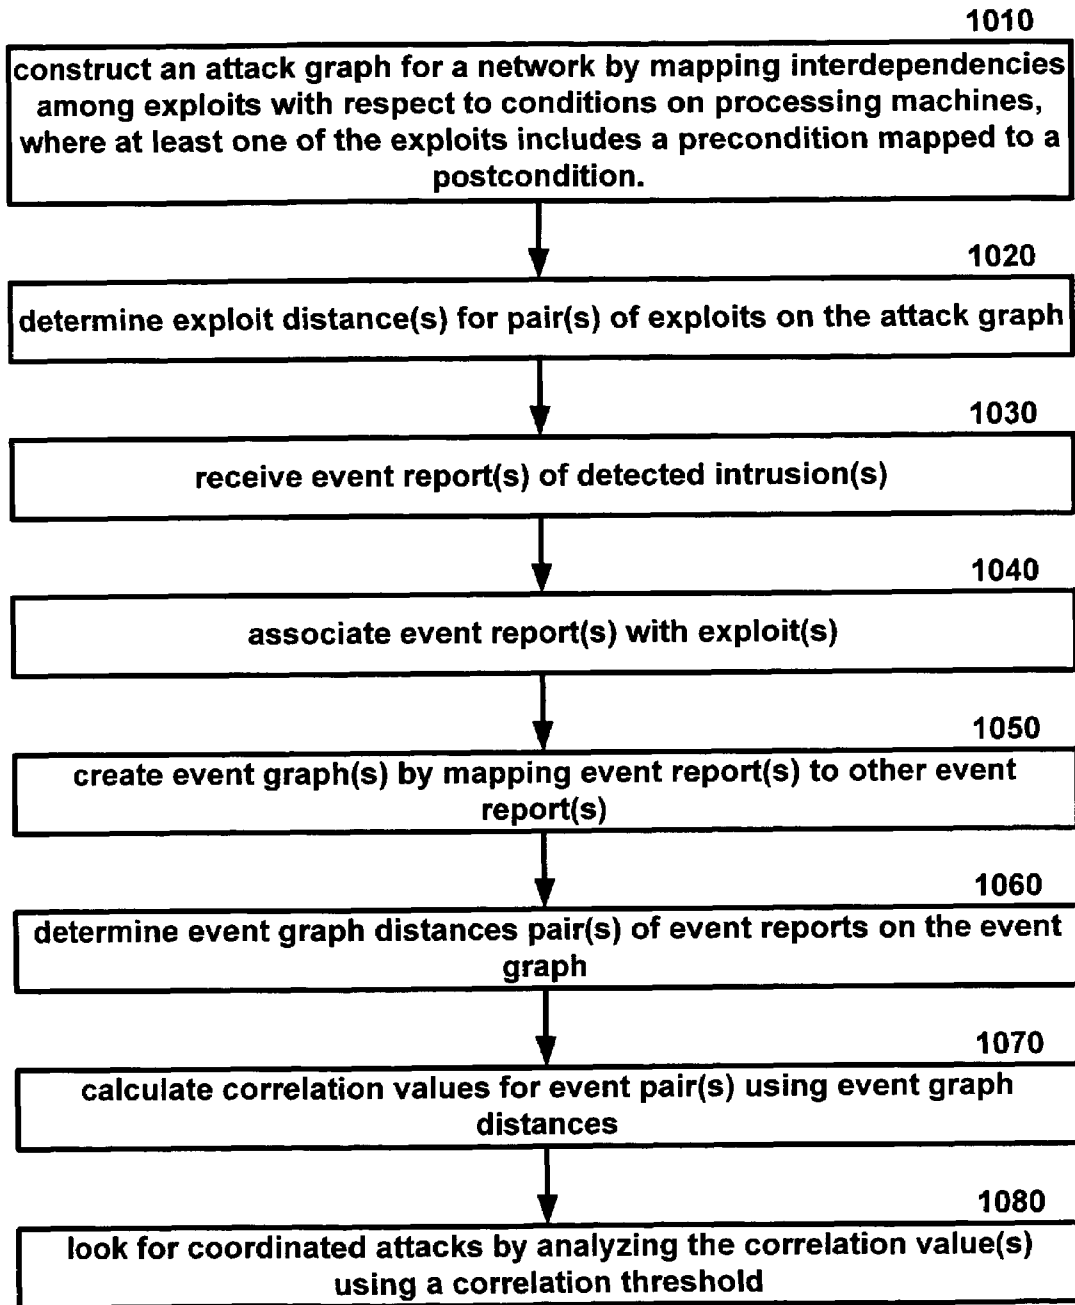 1010
construct an attack graph for a network by mapping interdependencies
among exploits with respect to conditions on processing machines,
where at least one of the exploits includes a precondition mapped to a
postcondition.
1020
determine exploit distance(s) for pair(s) of exploits on the attack graph
1030
receive event report(s) of detected intrusion(s)
1040
associate event report(s) with exploit(s)
1050
create event graph(s) by mapping event report(s) to other event
report(s)
1060
determine event graph distances pair(s) of event reports on the event
graph
1070
calculate correlation values for event pair(s) using event graph
distances
1080
look for coordinated attacks by analyzing the correlation value(s)
using a correlation threshold